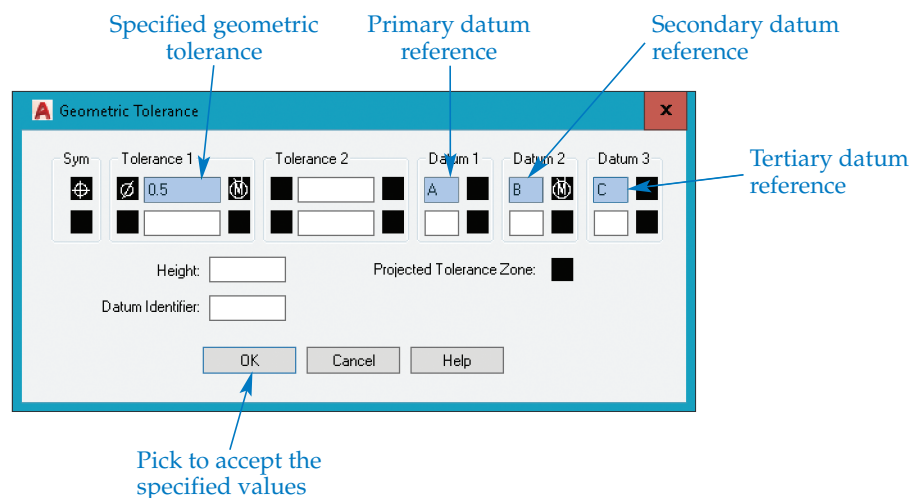 Specified geometric
tolerance
Primary datum
reference
Secondary datum
reference
A Geometric Tolerance x
Sym Tolerance 1 Tolerance 2 Datum 1 Datum 2 Datum 3
⌖ Ø 0.5 Ⓜ A B Ⓜ C
Tertiary datum
reference
Height: Projected Tolerance Zone:
Datum Identifier:
OK Cancel Help
Pick to accept the
specified values